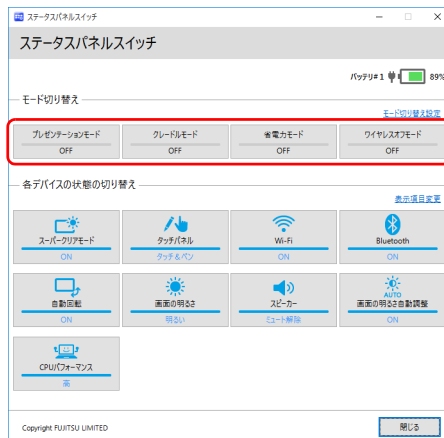 ステータスパネルスイッチ
ステータスパネルスイッチ
バッテリ#1 89%
モード切り替え
モード切り替え設定
プレゼンテーションモード クレードルモード 省電力モード ワイヤレスオフモード
OFF OFF OFF OFF
各デバイスの状態の切り替え
表示項目変更
スーパークリアモード タッチパネル Wi-Fi Bluetooth
ON タッチ&ペン ON ON
AUTO
自動回転 画面の明るさ スピーカー 画面の明るさ自動調整
ON 明るい ミュート解除 ON
CPUパフォーマンス
高
Copyright FUJITSU LIMITED 閉じる